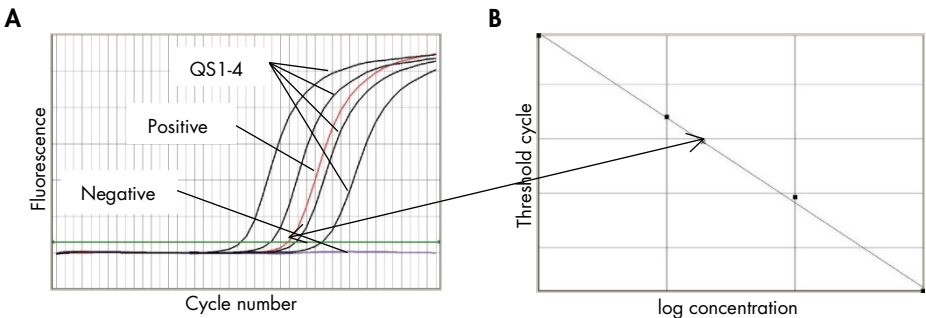 A
QS1-4
Positive
Negative
Fluorescence
Cycle number
B
Threshold cycle
log concentration